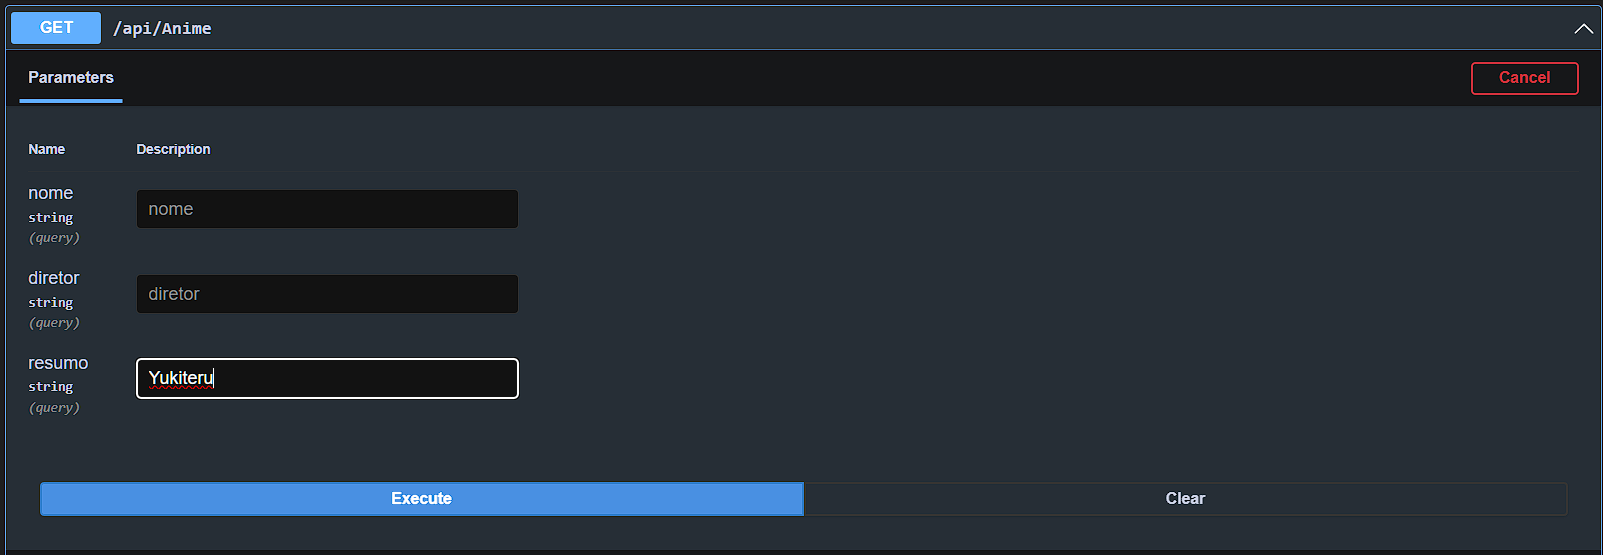 GET /api/Anime
Parameters
Cancel
Name Description
nome
string
(query)
nome
diretor
string
(query)
diretor
resumo
string
(query)
Yukiteru
Execute
Clear